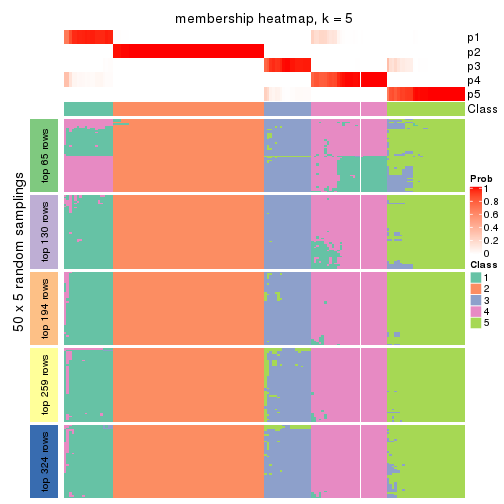 membership heatmap, k = 5
p1
p2
p3
p4
p5
Class
50 x 5 random samplings
top 65 rows
top 130 rows
top 194 rows
top 259 rows
top 324 rows
Prob
1
0.8
0.6
0.4
0.2
0
Class
1
2
3
4
5